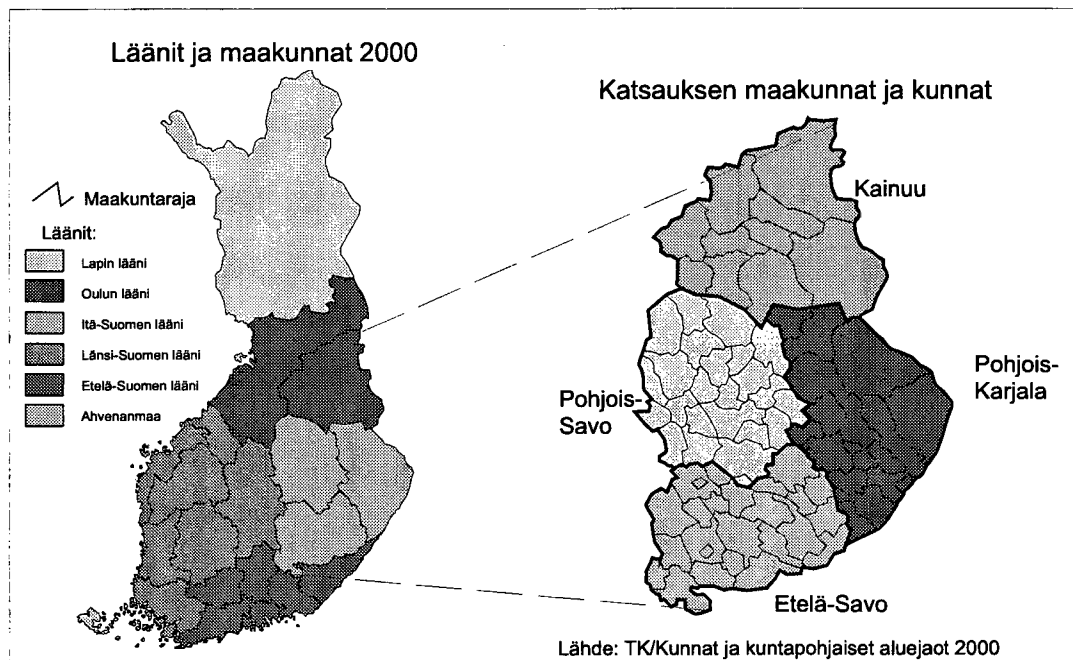 Läänit ja maakunnat 2000
Maakuntaraja
Läänit:
Lapin lääni
Oulun lääni
Itä-Suomen lääni
Länsi-Suomen lääni
Etelä-Suomen lääni
Ahvenanmaa
Katsauksen maakunnat ja kunnat
Kainuu
Pohjois-
Karjala
Pohjois-
Savo
Etelä-Savo
Lähde: TK/Kunnat ja kuntapohjaiset aluejaot 2000